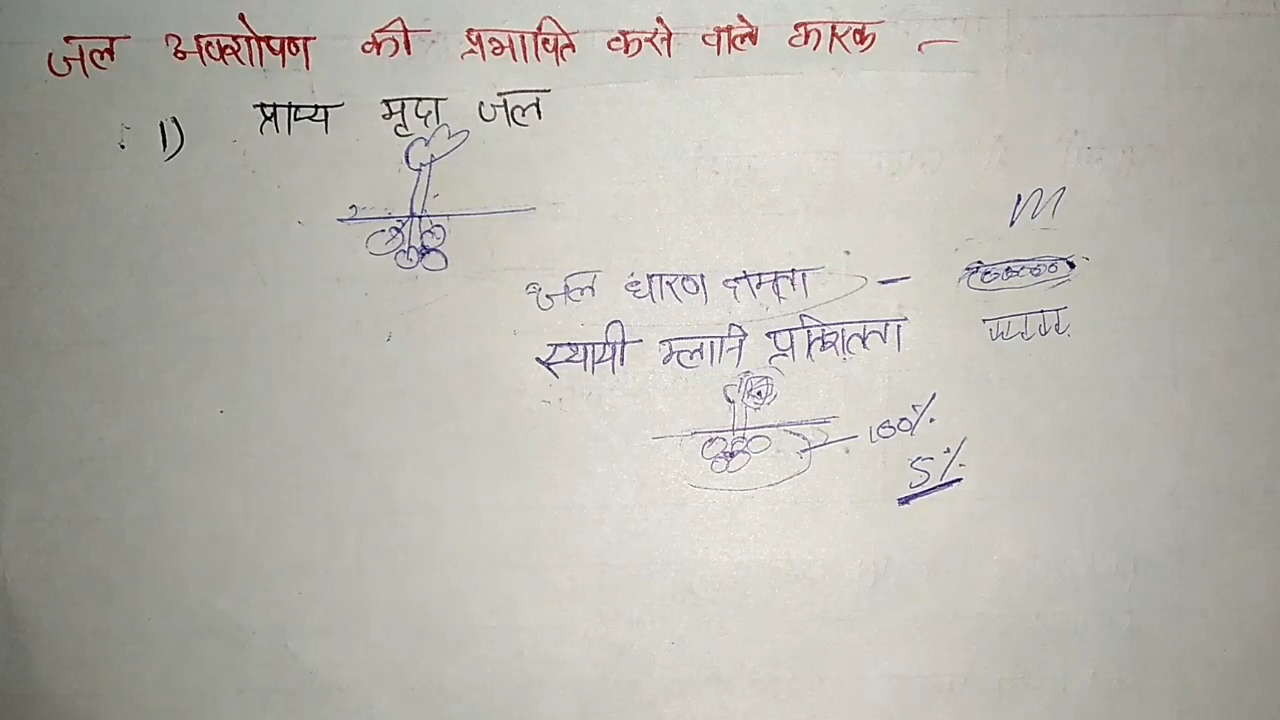 जल अवशोषण को प्रभावित करने वाले कारक -
1) प्राप्य मृदा जल
जल धारण क्षमता -
स्थायी म्लानि प्रतिशतता
100%
5%